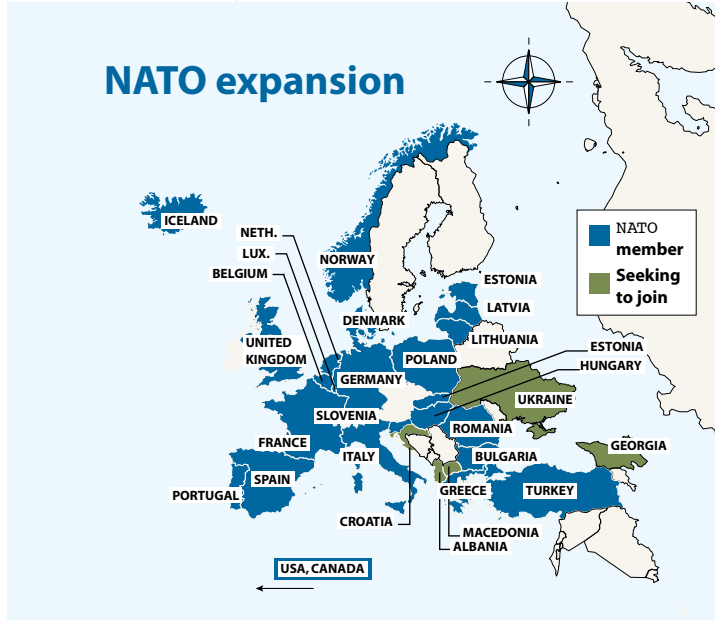 NATO expansion
ICELAND
NETH.
LUX.
BELGIUM
NORWAY
NATO
member
Seeking
to join
ESTONIA
LATVIA
DENMARK
LITHUANIA
UNITED
KINGDOM
POLAND
ESTONIA
HUNGARY
GERMANY
UKRAINE
SLOVENIA
ROMANIA
FRANCE
ITALY
BULGARIA
GEORGIA
SPAIN
PORTUGAL
GREECE
TURKEY
CROATIA
MACEDONIA
ALBANIA
USA, CANADA